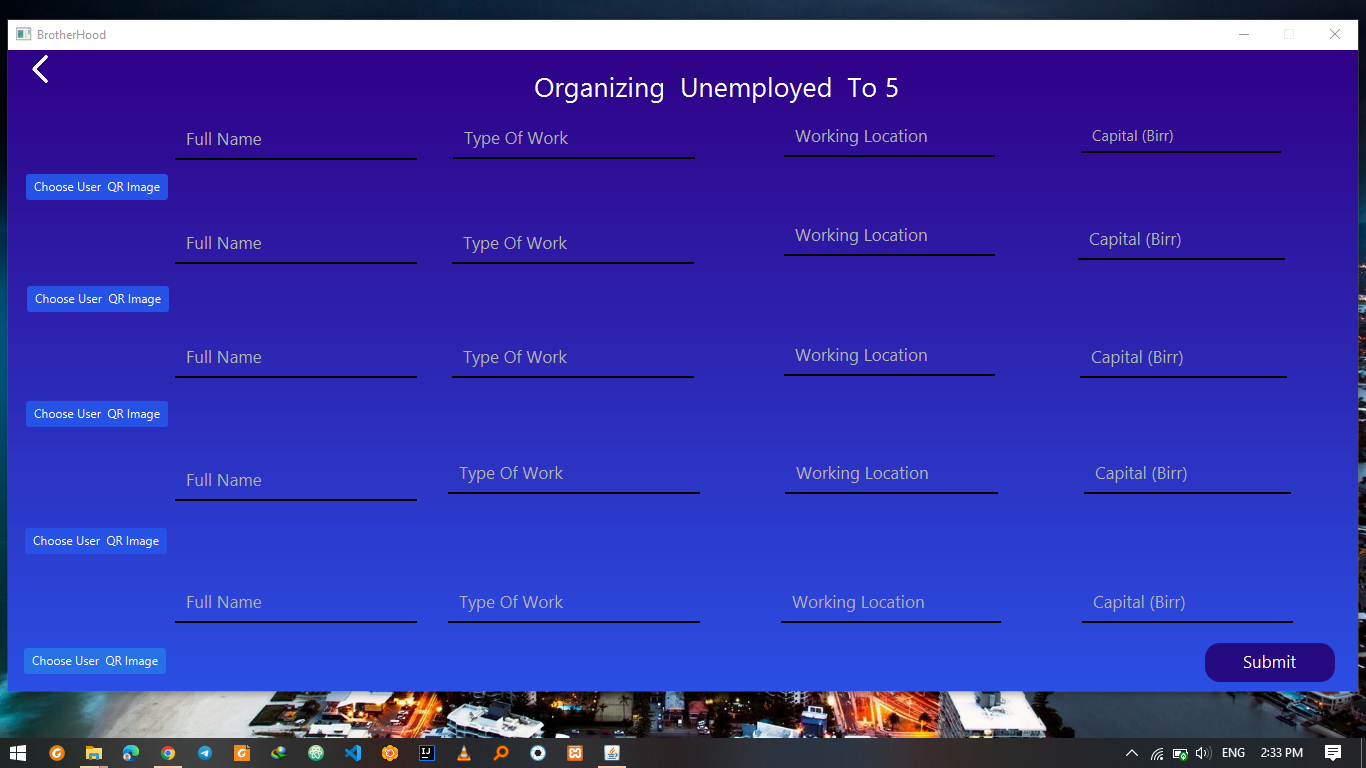 BrotherHood
Organizing Unemployed To 5
Full Name Type Of Work Working Location Capital (Birr)
Choose User QR Image
Full Name Type Of Work Working Location Capital (Birr)
Choose User QR Image
Full Name Type Of Work Working Location Capital (Birr)
Choose User QR Image
Full Name Type Of Work Working Location Capital (Birr)
Choose User QR Image
Full Name Type Of Work Working Location Capital (Birr)
Choose User QR Image
Submit
ENG 2:33 PM